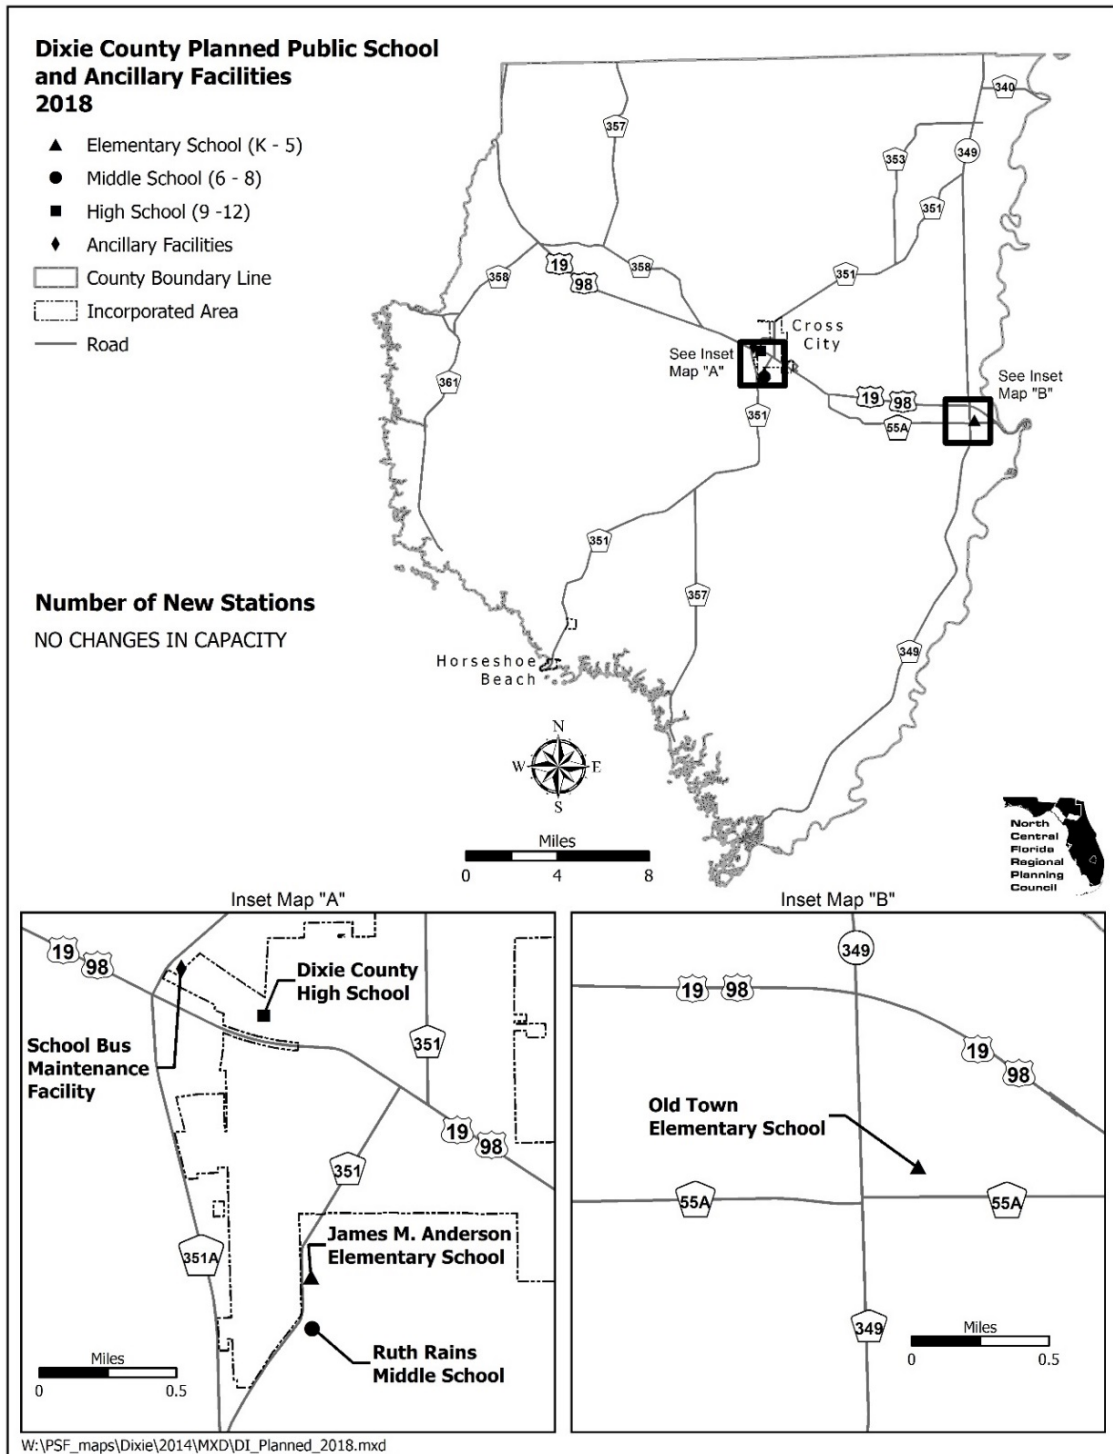 Dixie County Planned Public School
and Ancillary Facilities
2018
Elementary School (K - 5)
Middle School (6 - 8)
High School (9 -12)
Ancillary Facilities
County Boundary Line
Incorporated Area
Road
Number of New Stations
NO CHANGES IN CAPACITY
340
357
349
353
351
19
98
358
358
351
Cross
City
See Inset
Map "A"
See Inset
Map "B"
361
19
98
351
55A
351
357
349
Horseshoe
Beach
N
W
E
S
Miles
0
4
8
North
Central
Florida
Regional
Planning
Council
Inset Map "A"
19
98
Dixie County
High School
351
School Bus
Maintenance
Facility
19
98
351
James M. Anderson
Elementary School
351A
Ruth Rains
Middle School
Miles
0
0.5
Inset Map "B"
349
19
98
19
98
Old Town
Elementary School
55A
55A
349
Miles
0
0.5
W:\PSF_maps\Dixie\2014\MXD\DI_Planned_2018.mxd